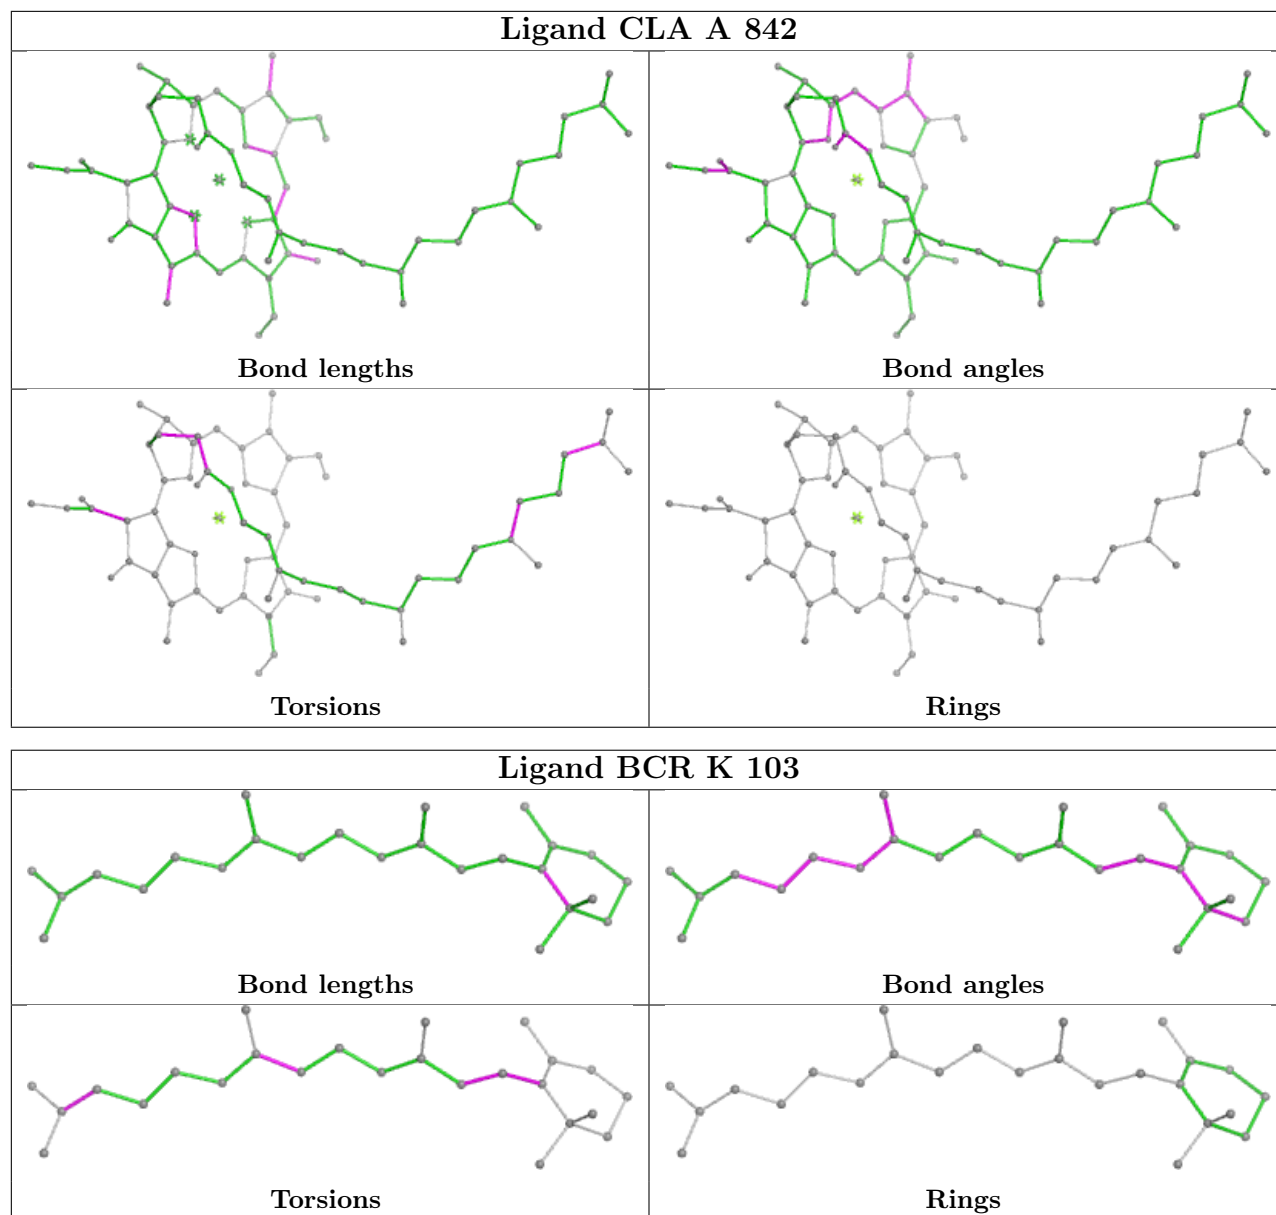 Ligand CLA A 842
Bond lengths
Bond angles
Torsions
Rings
Ligand BCR K 103
Bond lengths
Bond angles
Torsions
Rings